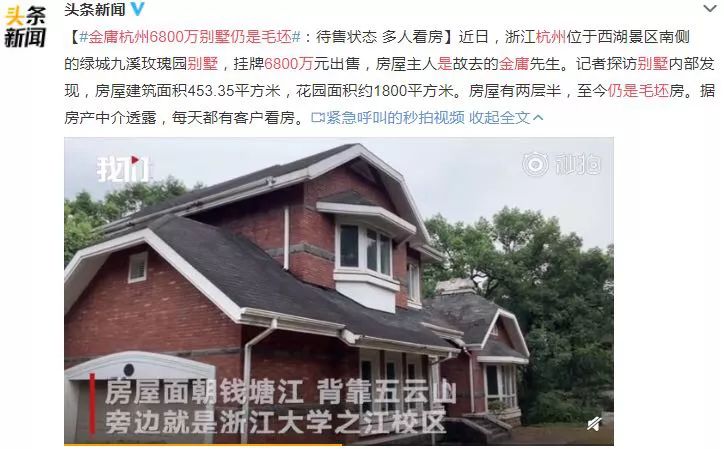 头条
新闻
头条新闻
【#金庸杭州6800万别墅仍是毛坯#：待售状态 多人看房】近日，浙江杭州位于西湖景区南侧
的绿城九溪玫瑰园别墅，挂牌6800万元出售，房屋主人是故去的金庸先生。记者探访别墅内部发
现，房屋建筑面积453.35平方米，花园面积约1800平方米。房屋有两层半，至今仍是毛坯房。据
房产中介透露，每天都有客户看房。紧急呼叫的秒拍视频 收起全文
我们
秒拍
房屋面朝钱塘江 背靠五云山
旁边就是浙江大学之江校区